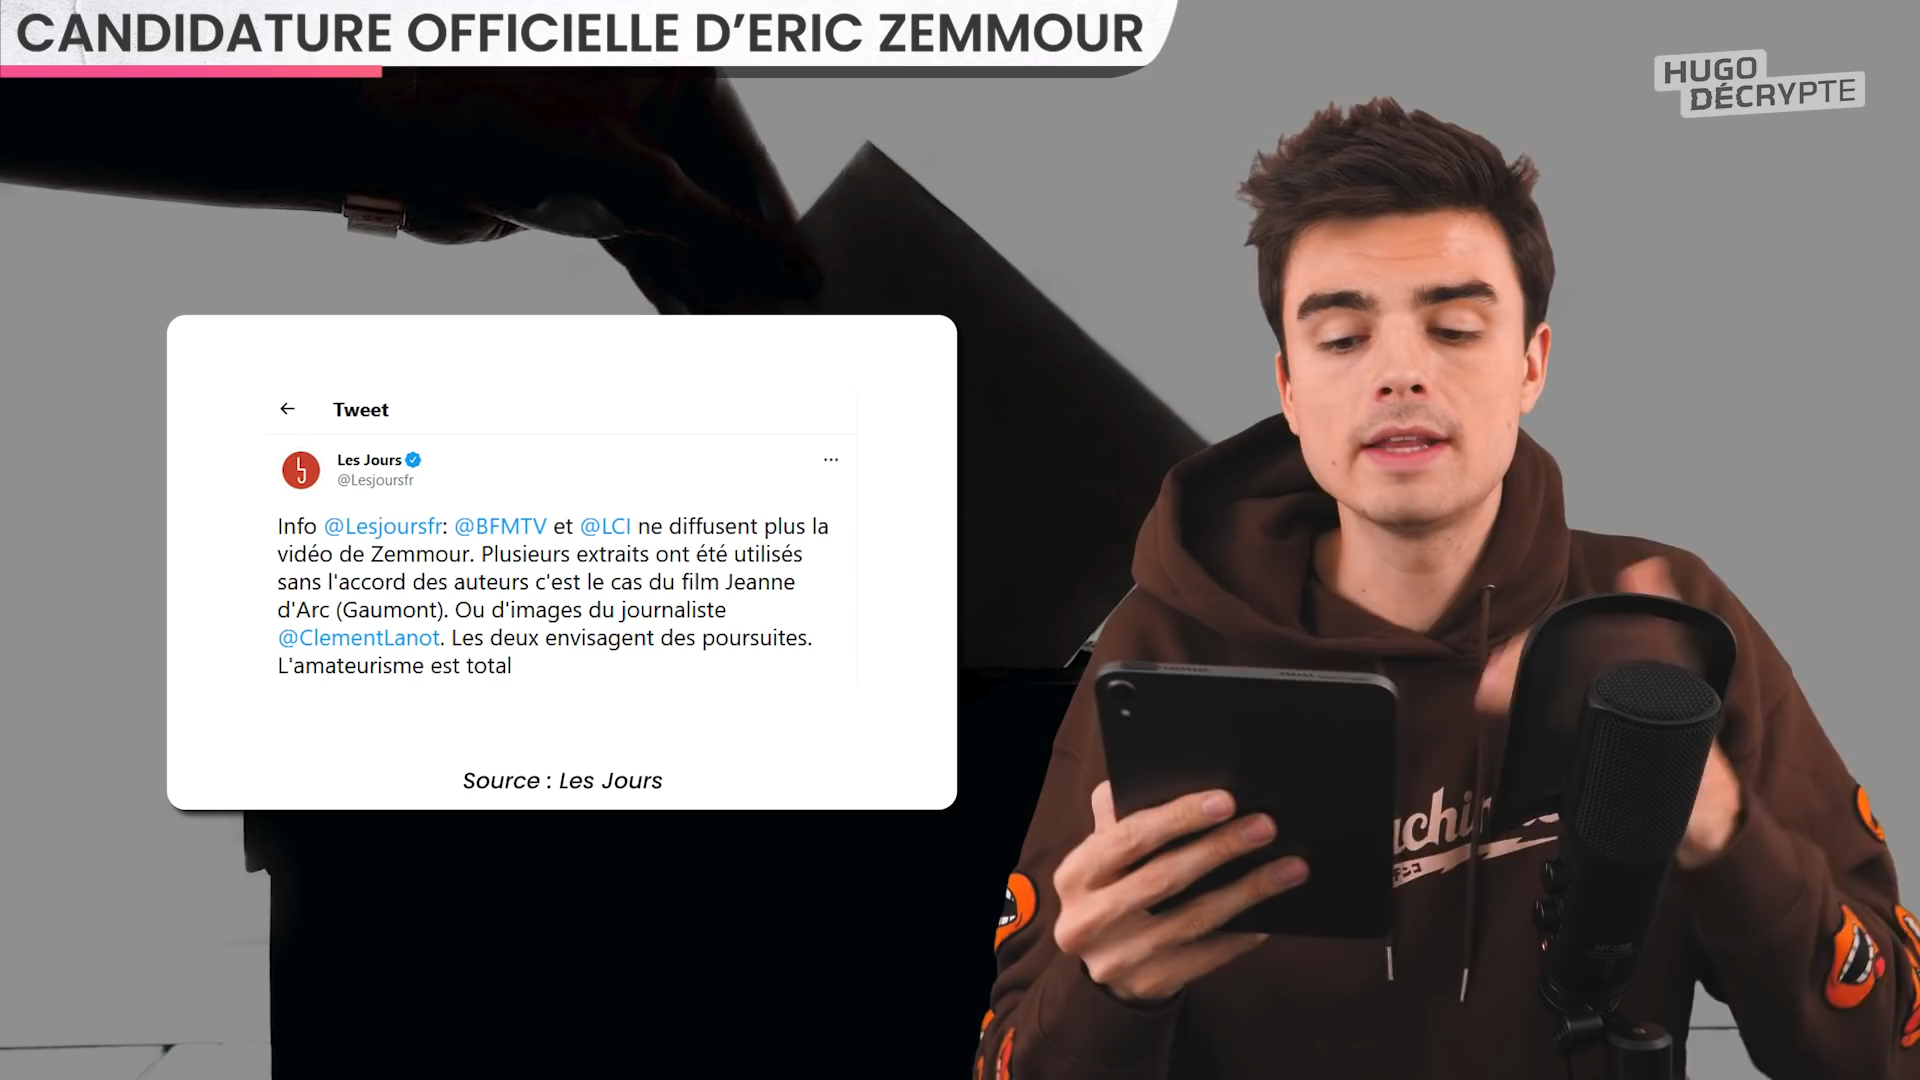 CANDIDATURE OFFICIELLE D’ERIC ZEMMOUR
HUGO
DÉCRYPTE
Tweet
Les Jours
@Lesjoursfr
Info @Lesjoursfr: @BFMTV et @LCI ne diffusent plus la
vidéo de Zemmour. Plusieurs extraits ont été utilisés
sans l'accord des auteurs c'est le cas du film Jeanne
d'Arc (Gaumont). Ou d'images du journaliste
@ClementLanot. Les deux envisagent des poursuites.
L'amateurisme est total
Source : Les Jours